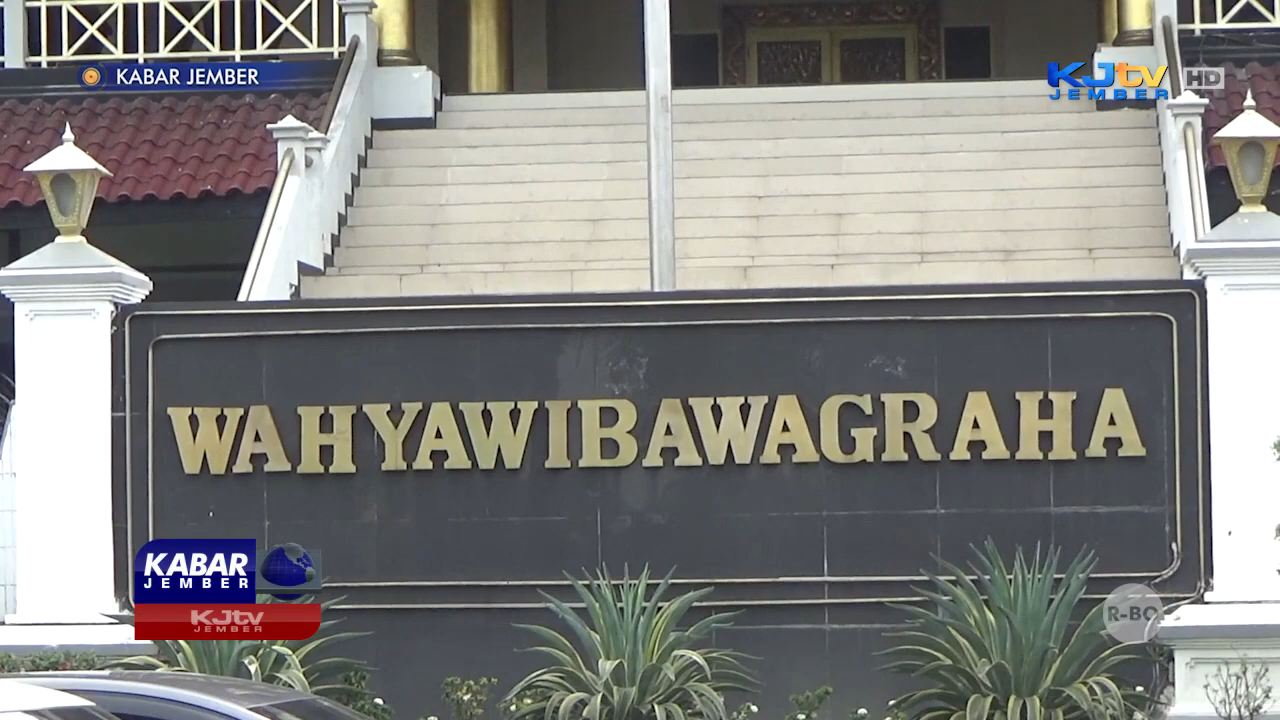 KABAR JEMBER
KJtv HD
JEMBER
WAHYAWIBAWAGRAHA
KABAR
JEMBER
KJtv
JEMBER
R-BO